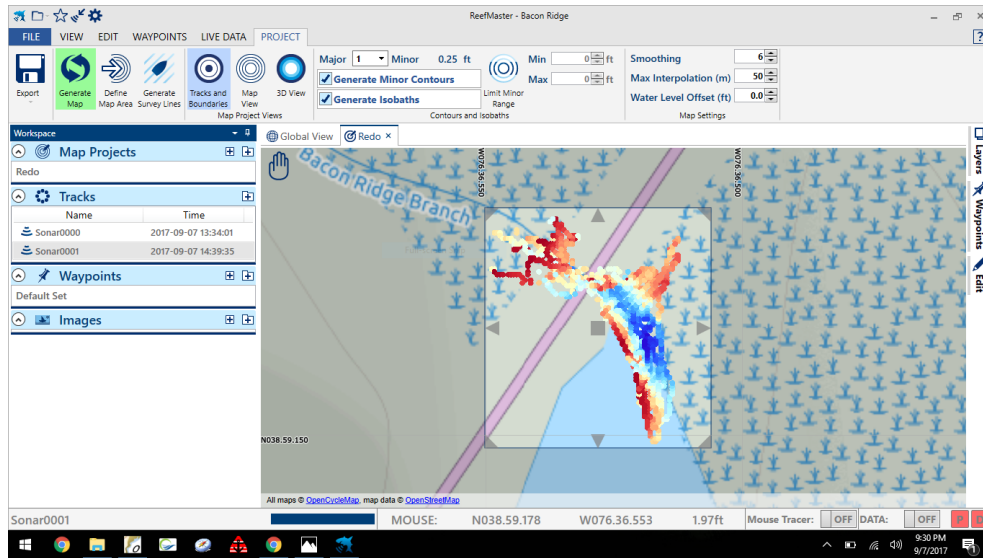 ReefMaster - Bacon Ridge
FILE VIEW EDIT WAYPOINTS LIVE DATA PROJECT
Export
Generate Map
Define Map Area
Generate Survey Lines
Tracks and Boundaries
Map View
3D View
Map Project Views
Major 1 Minor 0.25 ft
Generate Minor Contours
Generate Isobaths
Limit Minor Range
Min 0 ft
Max 0 ft
Contours and Isobaths
Smoothing 6
Max Interpolation (m) 50
Water Level Offset (ft) 0.0
Map Settings
Workspace
Map Projects
Redo
Tracks
Name Time
Sonar0000 2017-09-07 13:34:01
Sonar0001 2017-09-07 14:39:35
Waypoints
Default Set
Images
Global View Redo
Bacon Ridge Branch
W076.36.550
W076.36.500
N038.59.150
All maps © OpenCycleMap, map data © OpenStreetMap
Layers
Waypoints
Edit
Sonar0001
MOUSE: N038.59.178 W076.36.553 1.97ft
Mouse Tracer: OFF DATA: OFF P D
9:30 PM
9/7/2017